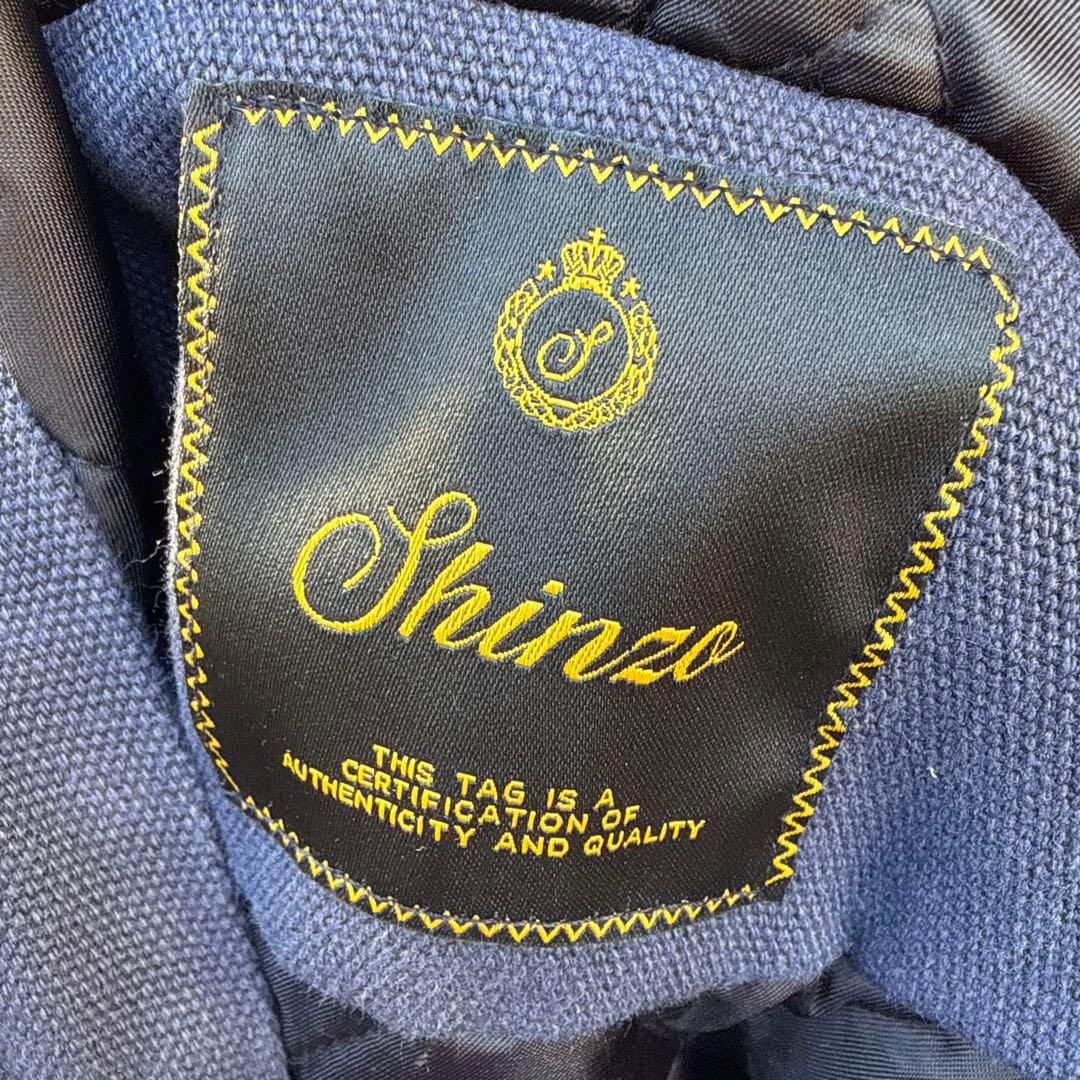 S
Shinzo
THIS TAG IS A
CERTIFICATION OF
AUTHENTICITY AND QUALITY